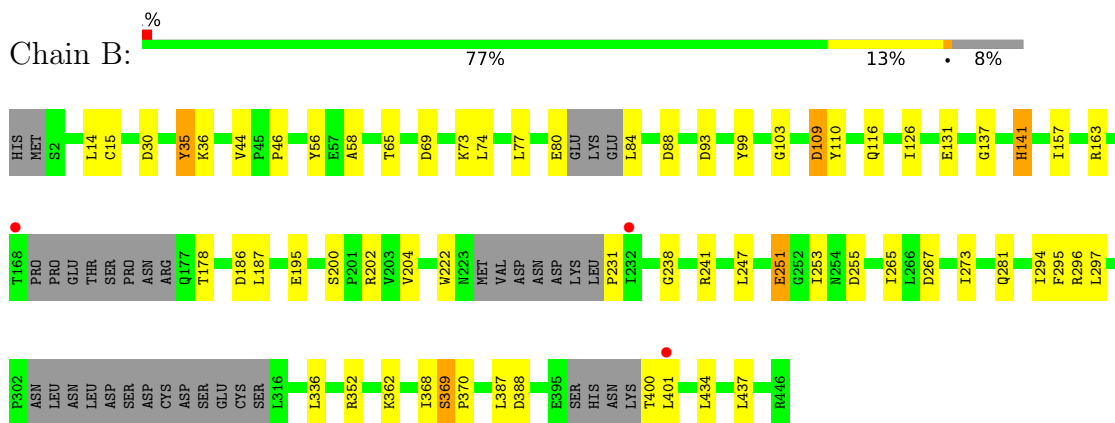 %
Chain B:
77% 13% • 8%
HIS MET S2 L14 C15 D30 Y35 K36 V44 P45 P46 Y56 E57 A58 T65 D69 K73 L74 L77 E80 GLU LYS GLU L84 D88 D93 Y99 G103 D109 Y110 Q116 I126 E131 G137 H141 I157 R163
T168 PRO PRO GLU THR SER PRO ASN ARG Q177 T178 D186 L187 E195 S200 P201 R202 V203 V204 W222 N223 MET VAL ASP ASN ASP LYS LEU P231 I232 G238 R241 L247 E251 G252 I253 N254 D255 I265 L266 D267 I273 Q281 I294 F295 R296 L297
P302 ASN LEU ASN LEU ASP SER ASP CYS ASP SER GLU CYS SER L316 L336 R352 K362 I368 S369 P370 L387 D388 E395 SER HIS ASN LYS T400 L401 L434 L437 R446